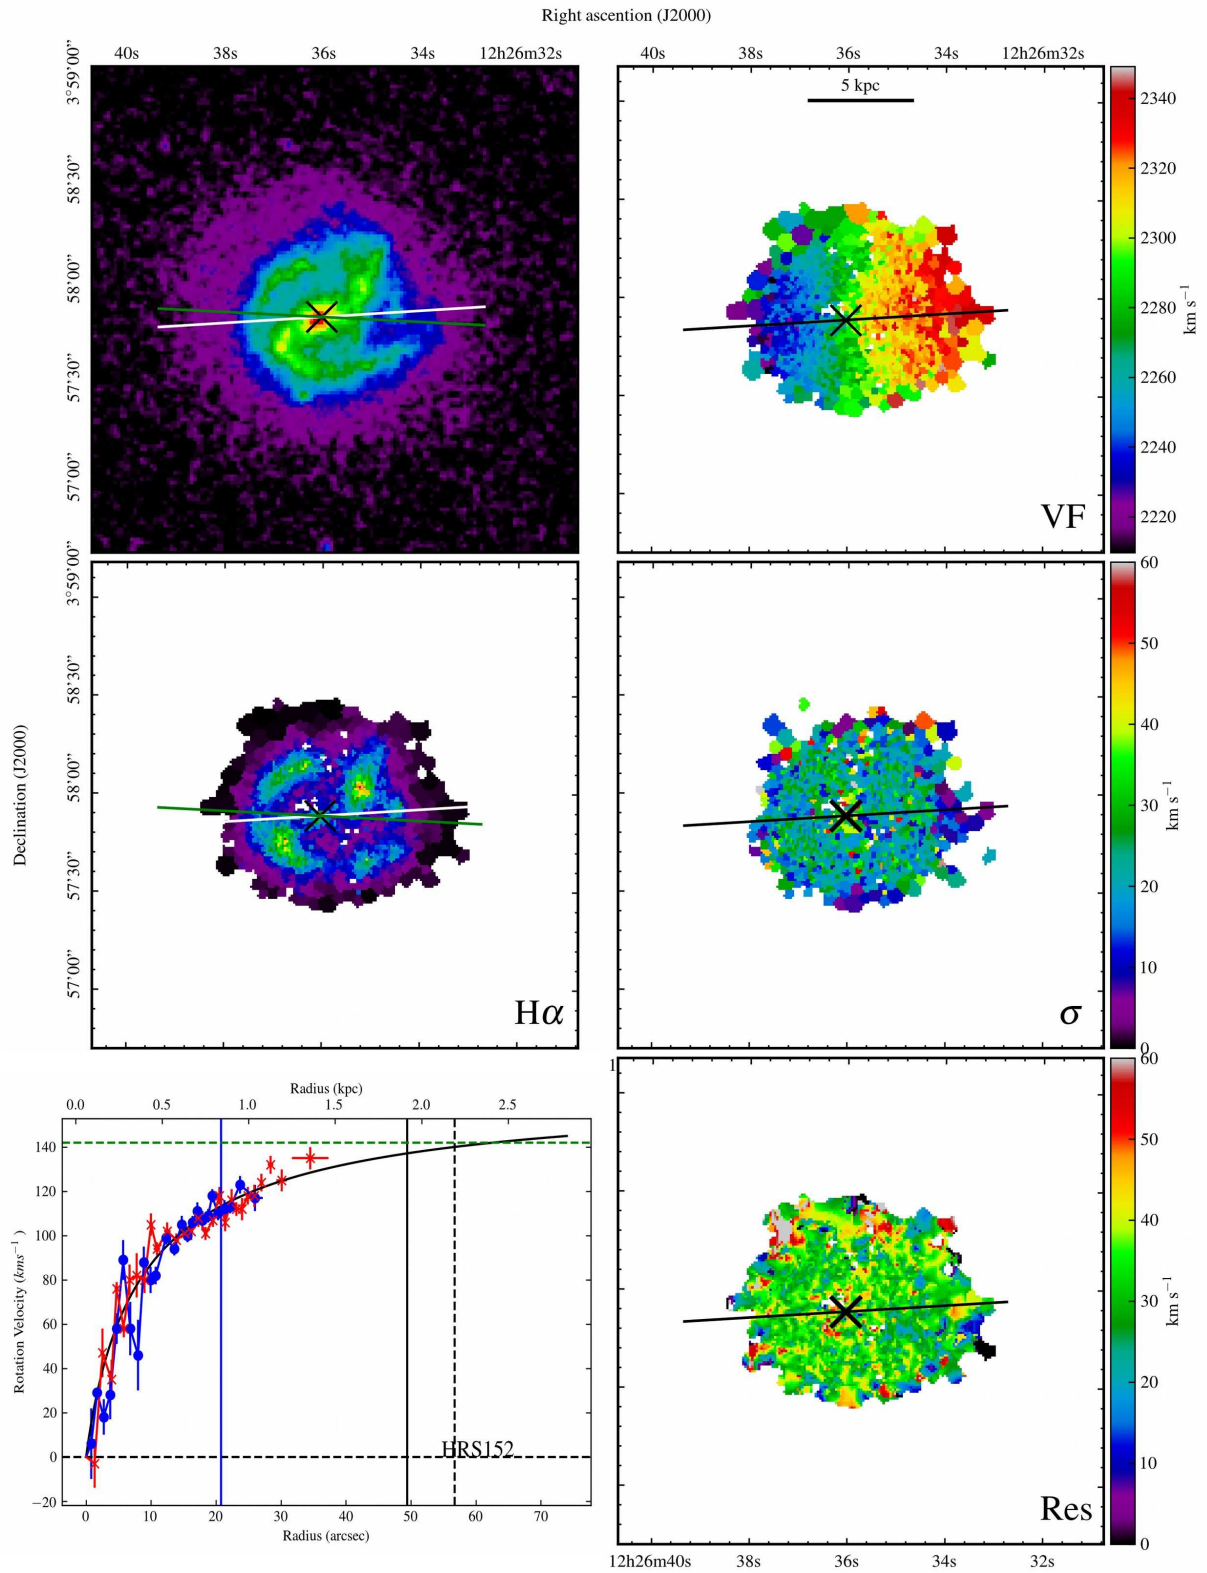 Right ascention (J2000)
40s 38s 36s 34s 12h26m32s
40s 38s 36s 34s 12h26m32s
3°59'00''
58'30''
58'00''
57'30''
57'00''
5 kpc
VF
2340
2320
2300
2280
2260
2240
2220
km s⁻¹
Declination (J2000)
3°59'00''
58'30''
58'00''
57'30''
57'00''
Hα
σ
60
50
40
30
20
10
0
km s⁻¹
Radius (kpc)
0.0 0.5 1.0 1.5 2.0 2.5
Rotation Velocity (kms⁻¹ )
140
120
100
80
60
40
20
0
−20
HRS152
0 10 20 30 40 50 60 70
Radius (arcsec)
1
Res
60
50
40
30
20
10
0
km s⁻¹
12h26m40s 38s 36s 34s 32s